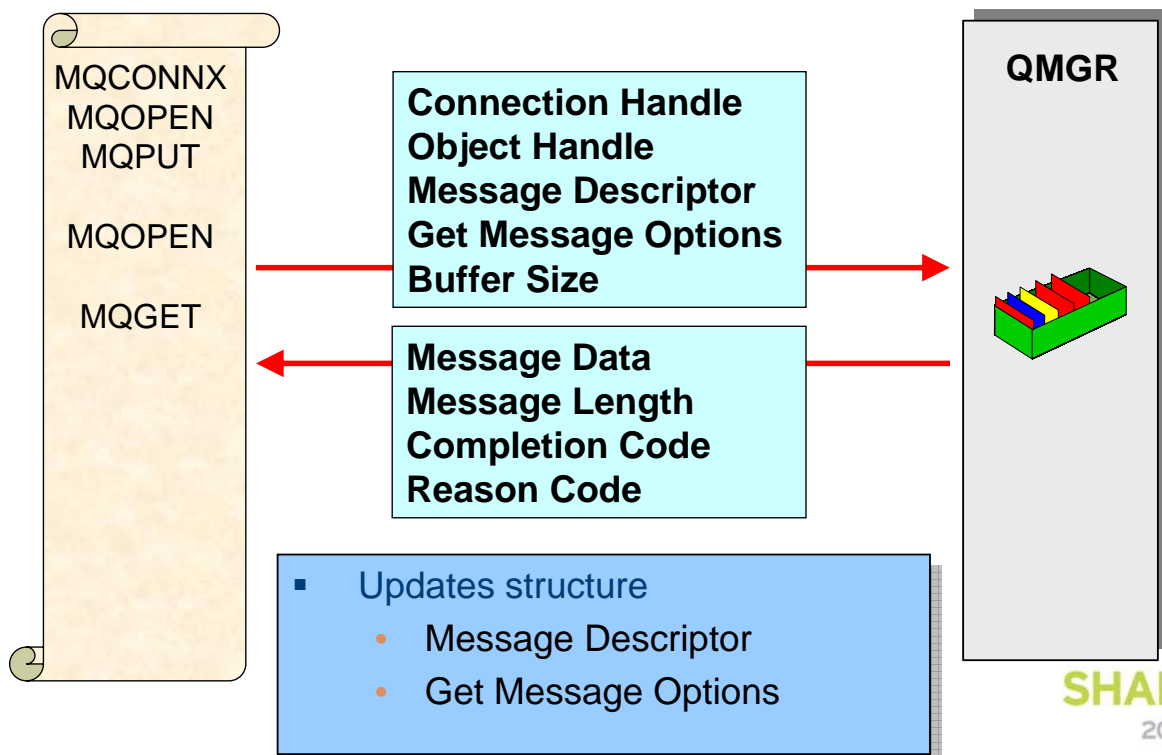 MQCONNX
MQOPEN
MQPUT
MQOPEN
MQGET
Connection Handle
Object Handle
Message Descriptor
Get Message Options
Buffer Size
Message Data
Message Length
Completion Code
Reason Code
QMGR
Updates structure
Message Descriptor
Get Message Options